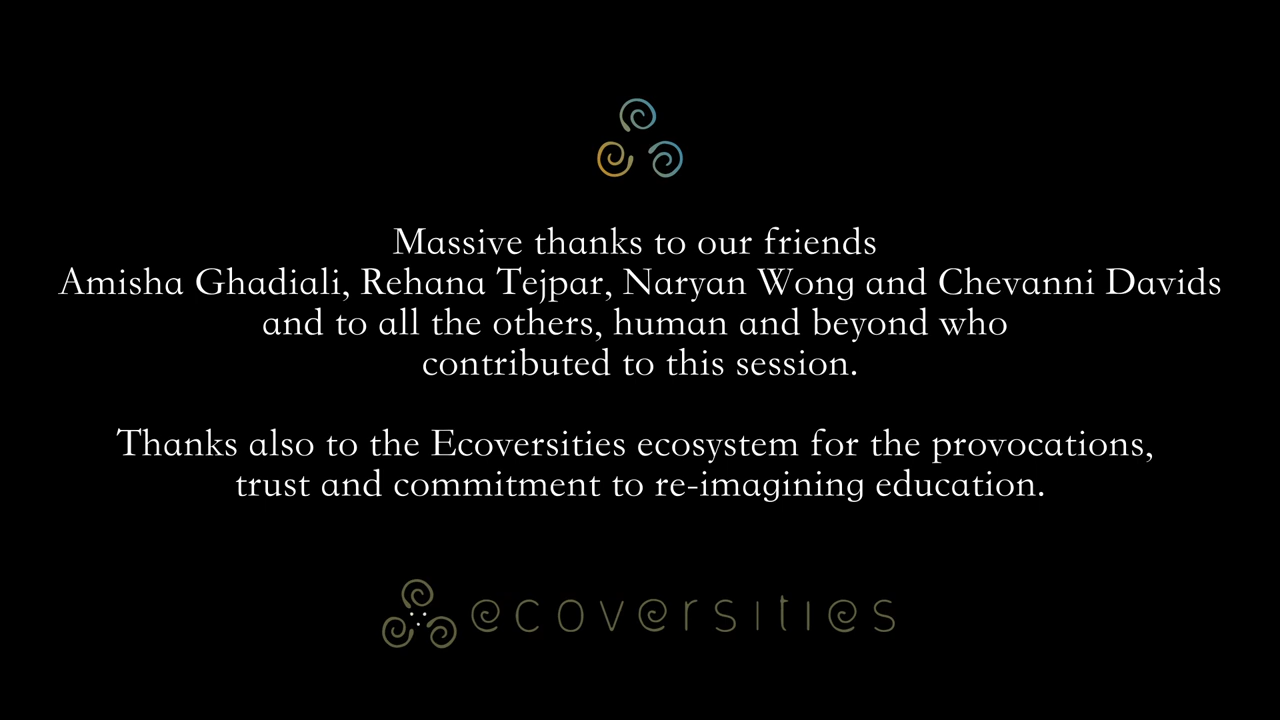 Massive thanks to our friends
Amisha Ghadiali, Rehana Tejpar, Naryan Wong and Chevanni Davids
and to all the others, human and beyond who
contributed to this session.
Thanks also to the Ecoversities ecosystem for the provocations,
trust and commitment to re-imagining education.
ecoversities